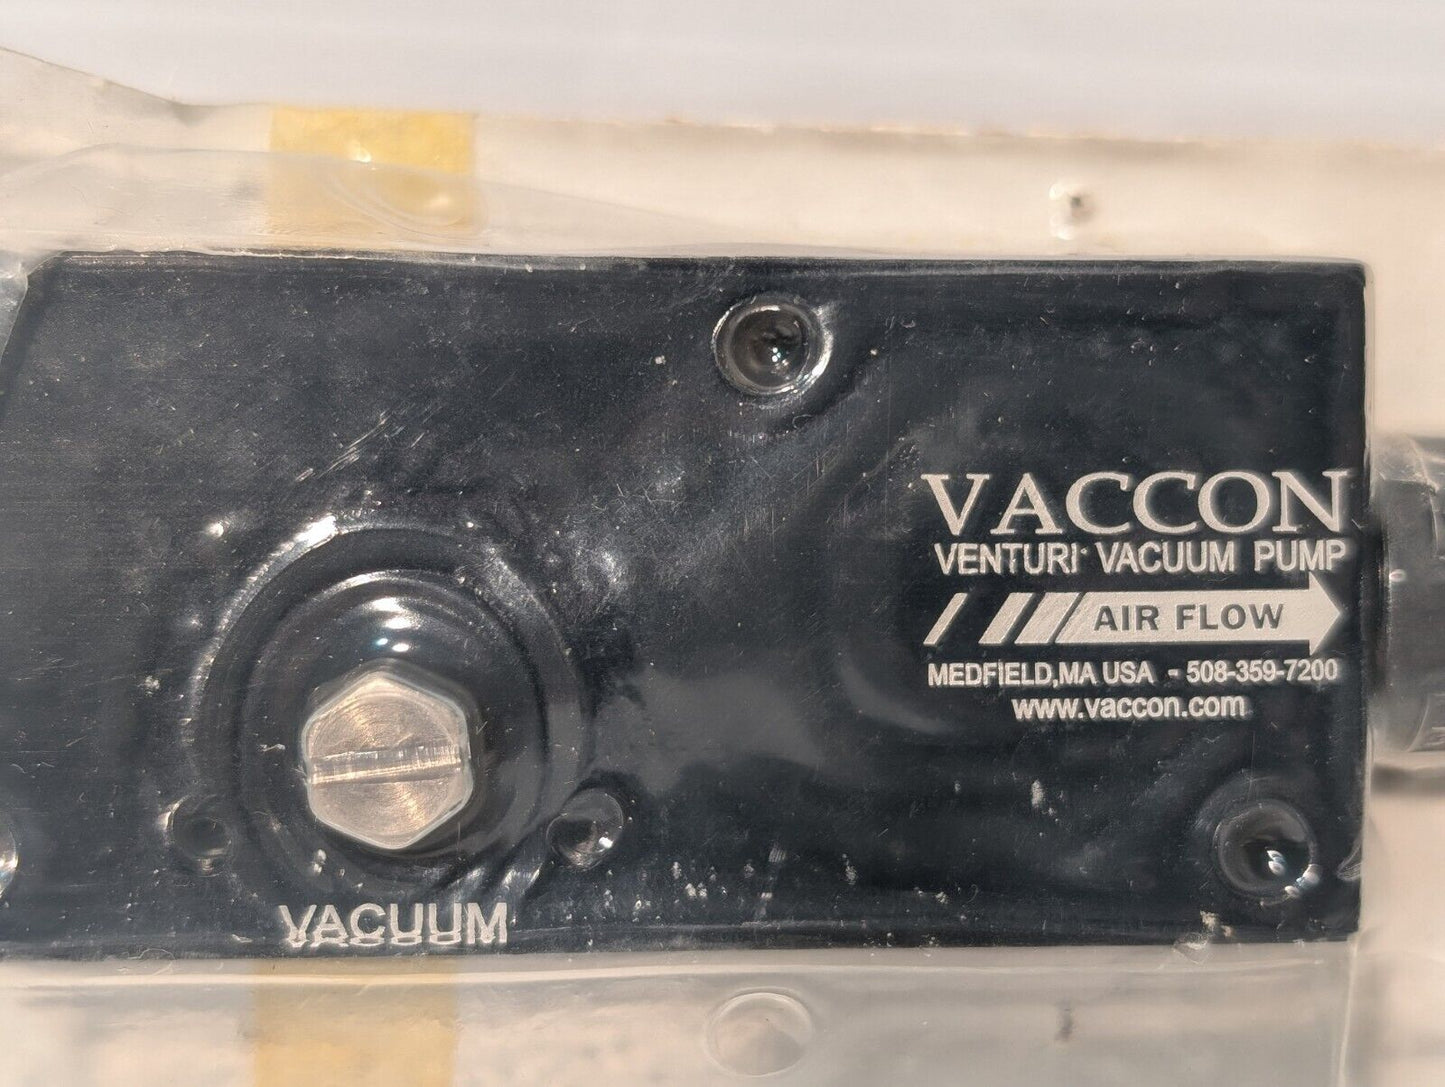 VACCON
VENTURI VACUUM PUMP
AIR FLOW
MEDFIELD,MA USA - 508-359-7200
www.vaccon.com
VACUUM